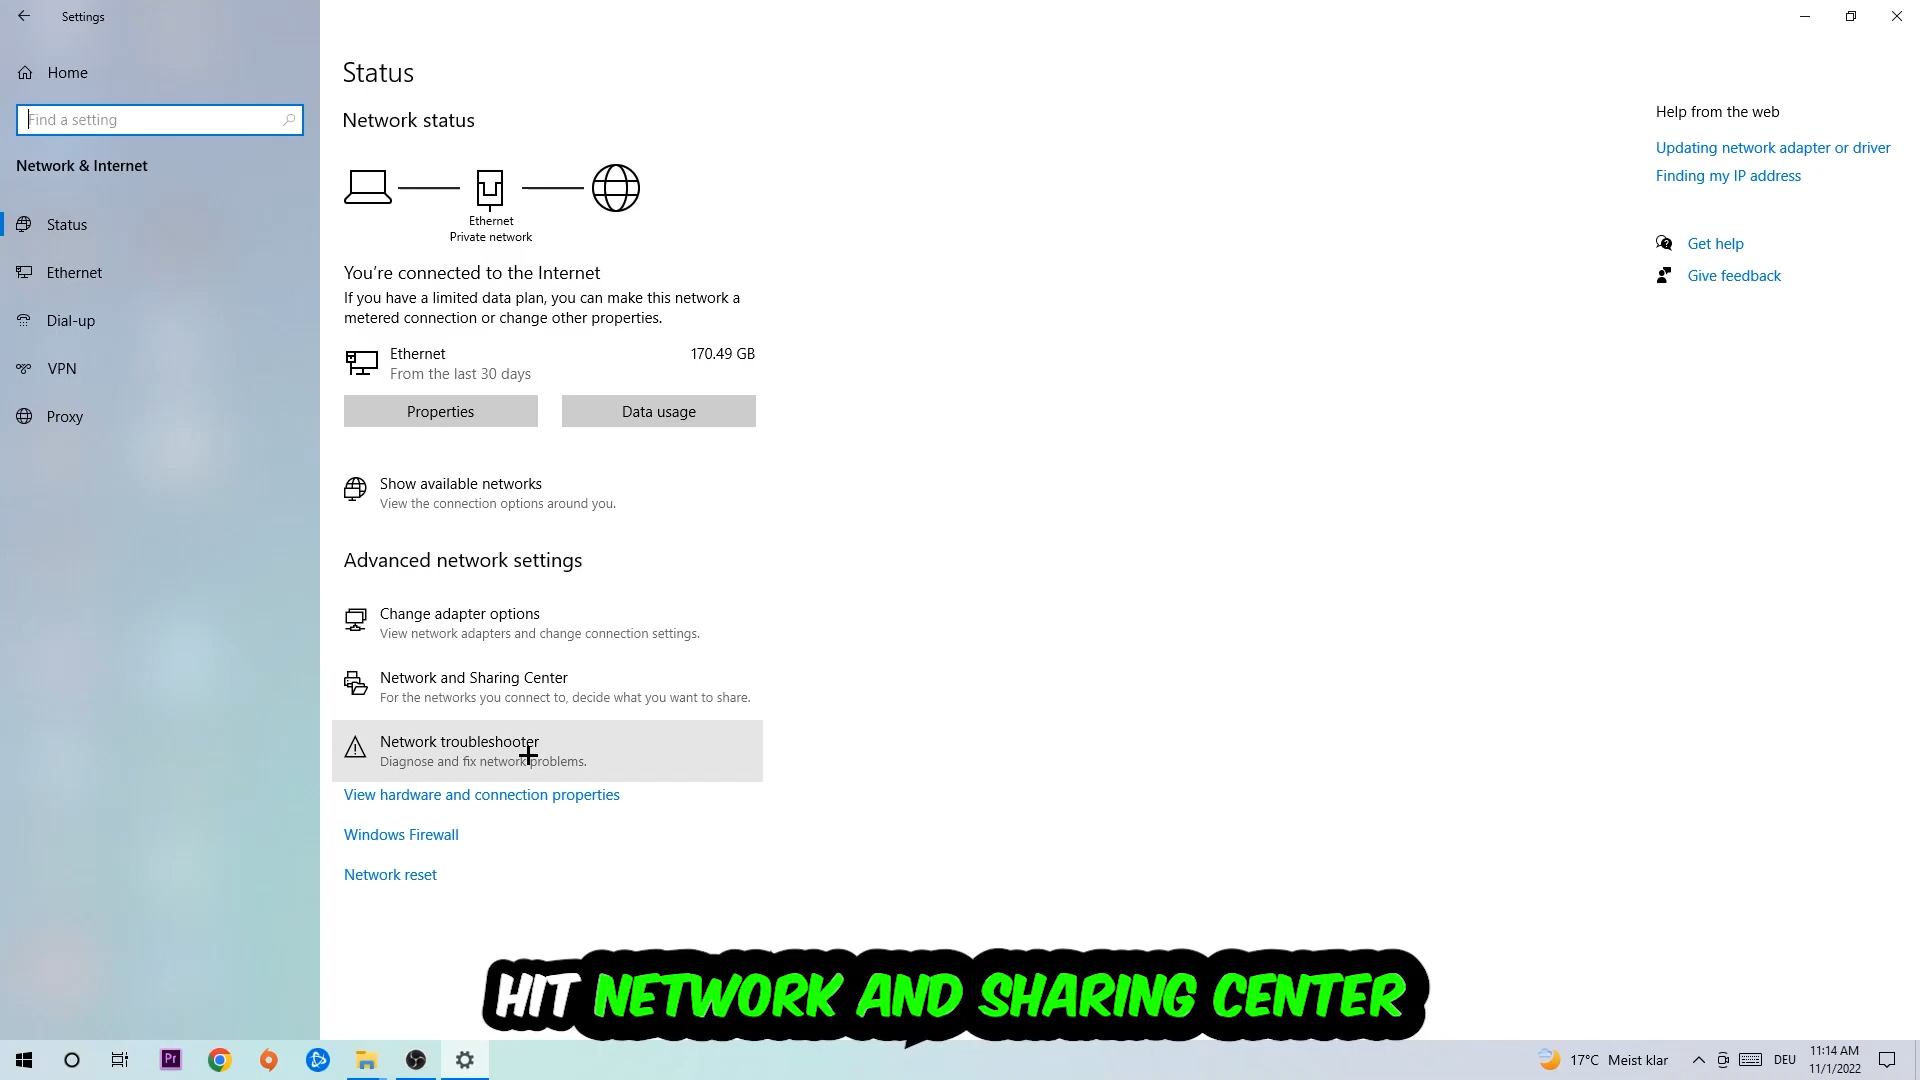 Settings
Home
Find a setting
Network & Internet
Status
Ethernet
Dial-up
VPN
Proxy
Status
Network status
Ethernet
Private network
You're connected to the Internet
If you have a limited data plan, you can make this network a
metered connection or change other properties.
Ethernet 170.49 GB
From the last 30 days
Properties Data usage
Show available networks
View the connection options around you.
Advanced network settings
Change adapter options
View network adapters and change connection settings.
Network and Sharing Center
For the networks you connect to, decide what you want to share.
Network troubleshooter
Diagnose and fix network problems.
View hardware and connection properties
Windows Firewall
Network reset
Help from the web
Updating network adapter or driver
Finding my IP address
Get help
Give feedback
HIT NETWORK AND SHARING CENTER
Pr
17°C Meist klar
DEU
11:14 AM
11/1/2022